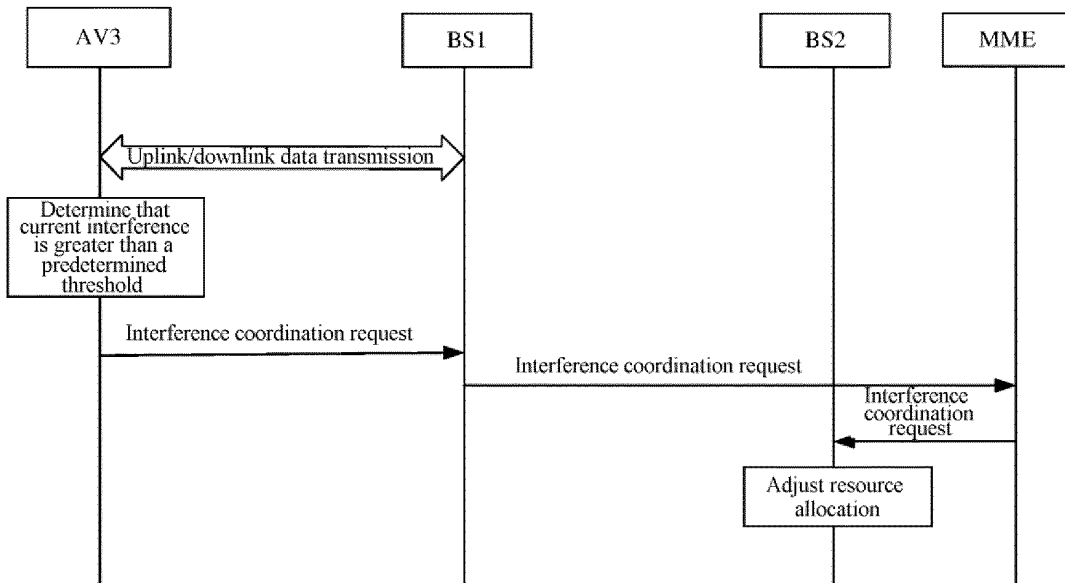 AV3
BS1
BS2
MME
Uplink/downlink data transmission
Determine that
current interference
is greater than a
predetermined
threshold
Interference coordination request
Interference coordination request
Interference
coordination
request
Adjust resource
allocation